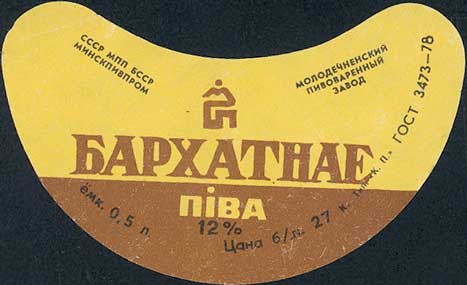 СССР МПП БССР
МИНСКПИВПРОМ
МОЛОДЕЧНЕНСКИЙ
ПИВОВАРЕННЫЙ
ЗАВОД
БАРХАТНАЕ
ПІВА
12%
ёмк. 0,5 л.
Цана б/п. 27 к.
ГОСТ 3473-78